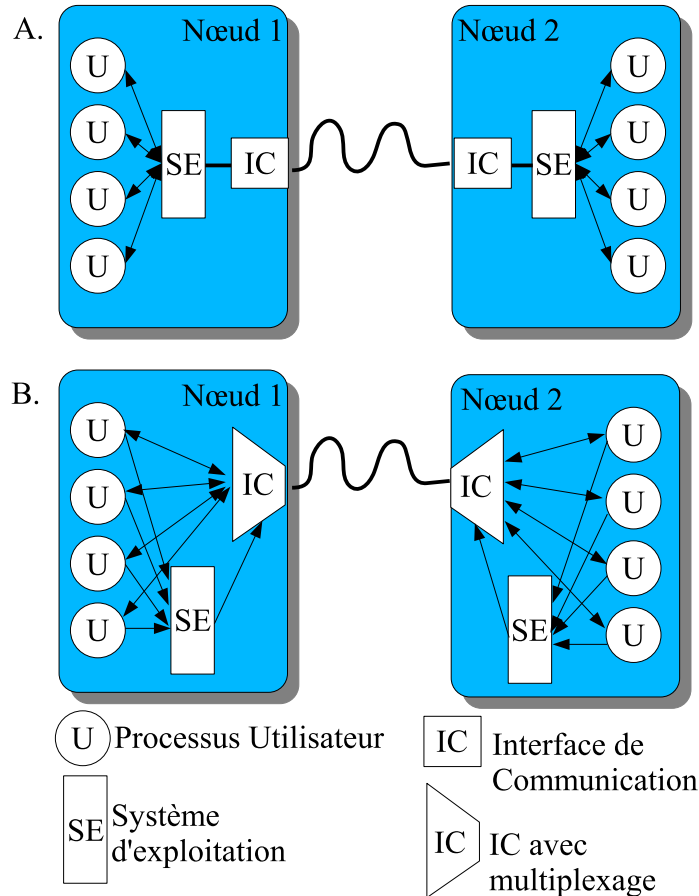 A.
Nœud 1
Nœud 2
U
U
U
U
SE
IC
IC
SE
U
U
U
U
B.
Nœud 1
Nœud 2
U
U
U
U
IC
SE
IC
SE
U
U
U
U
U Processus Utilisateur
IC Interface de
Communication
SE Système
d'exploitation
IC IC avec
multiplexage